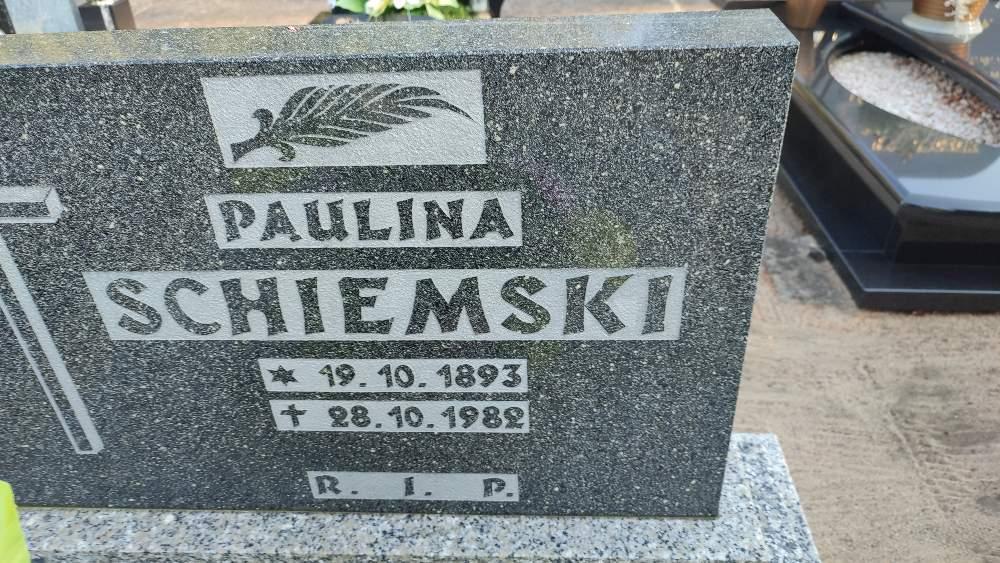 PAULINA
SCHIEMSKI
✶ 19.10.1893
✝ 28.10.1982
R. I. P.